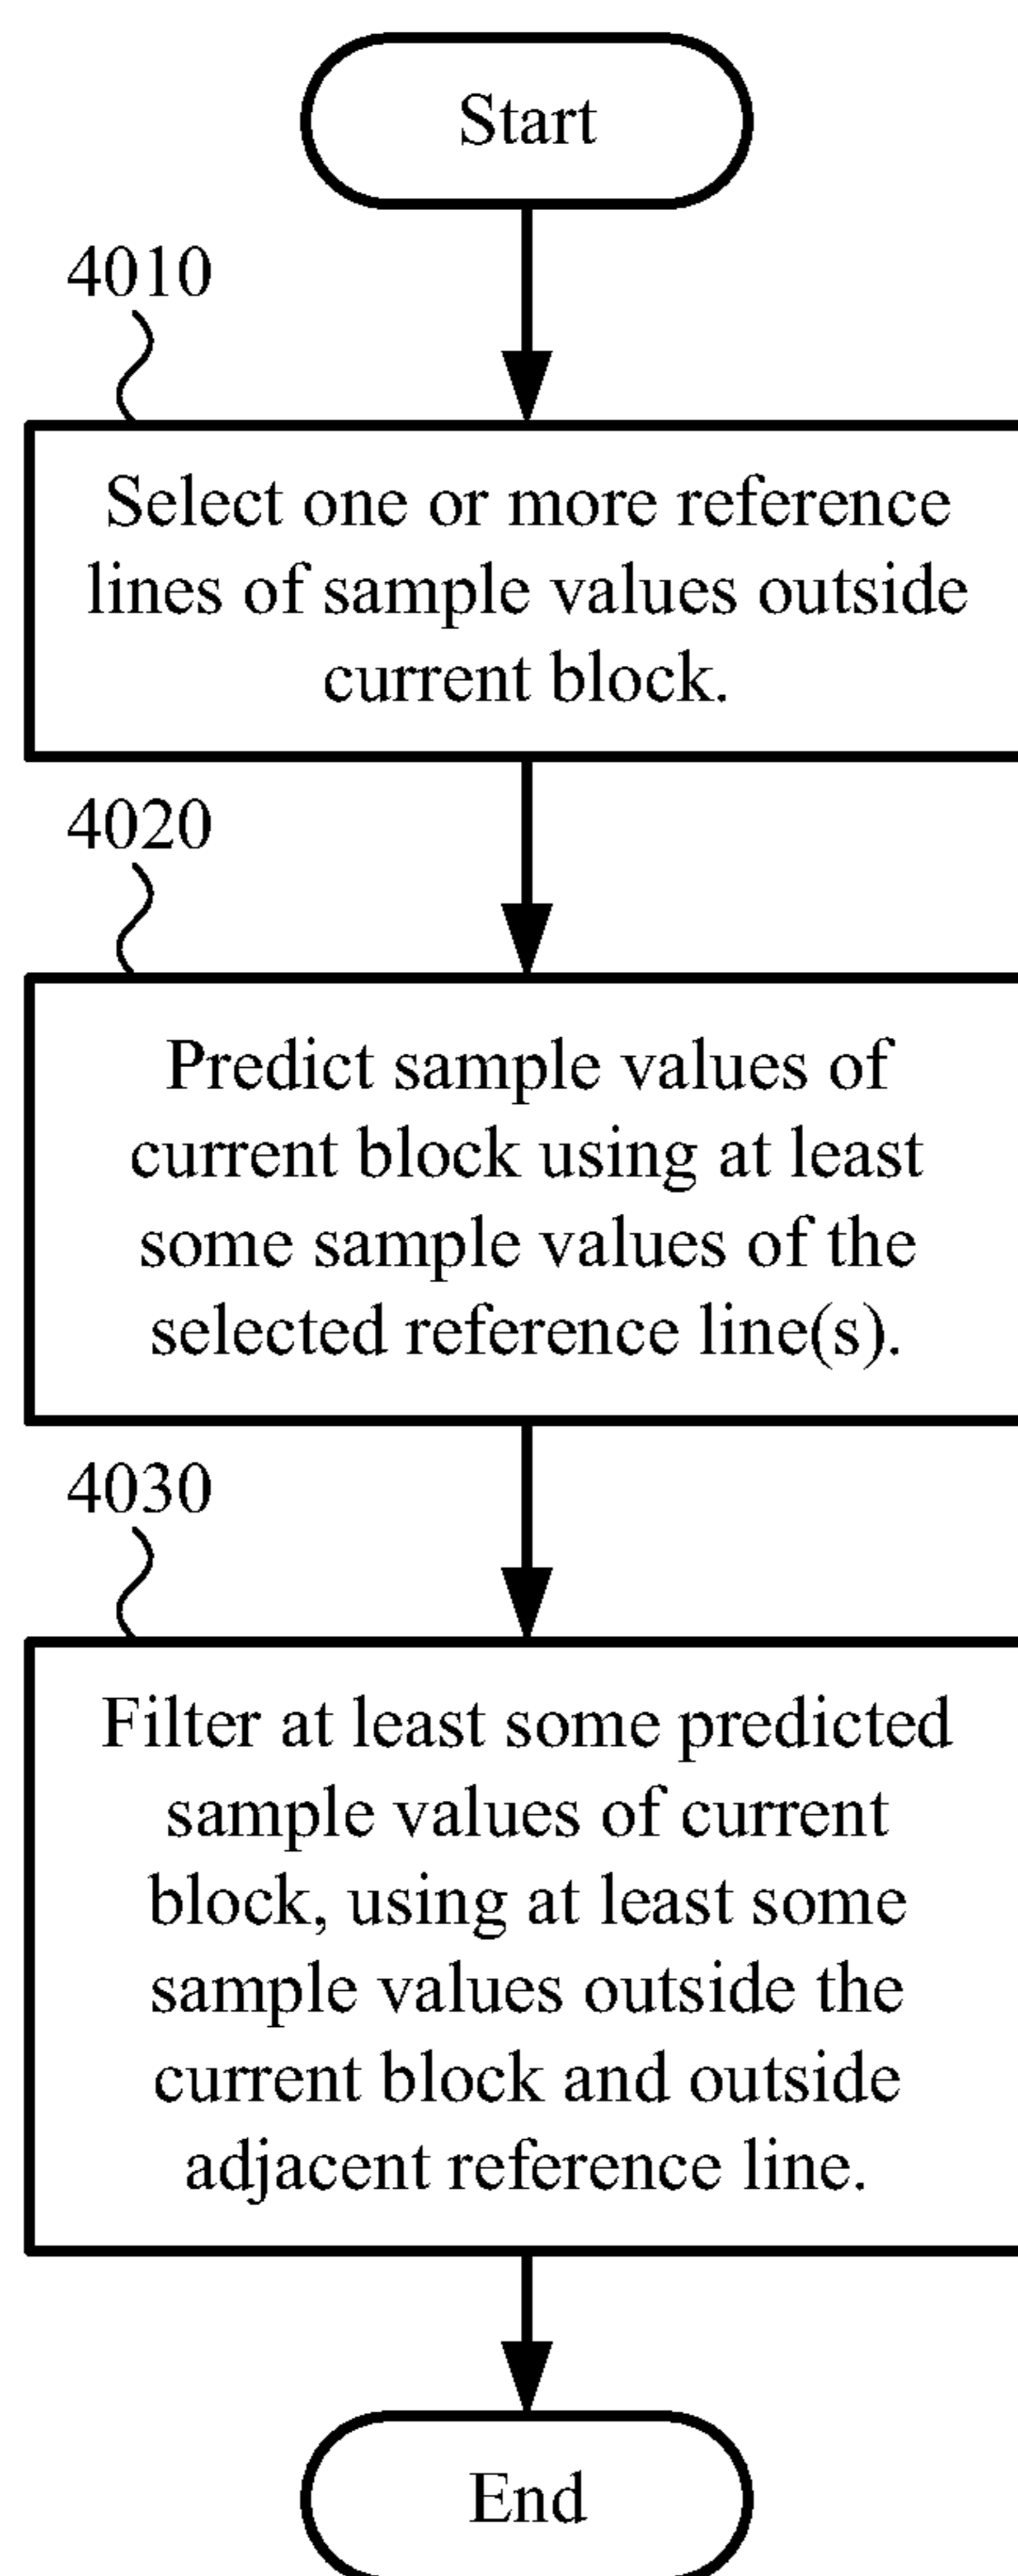 Start
4010
Select one or more reference
lines of sample values outside
current block.
4020
Predict sample values of
current block using at least
some sample values of the
selected reference line(s).
4030
Filter at least some predicted
sample values of current
block, using at least some
sample values outside the
current block and outside
adjacent reference line.
End